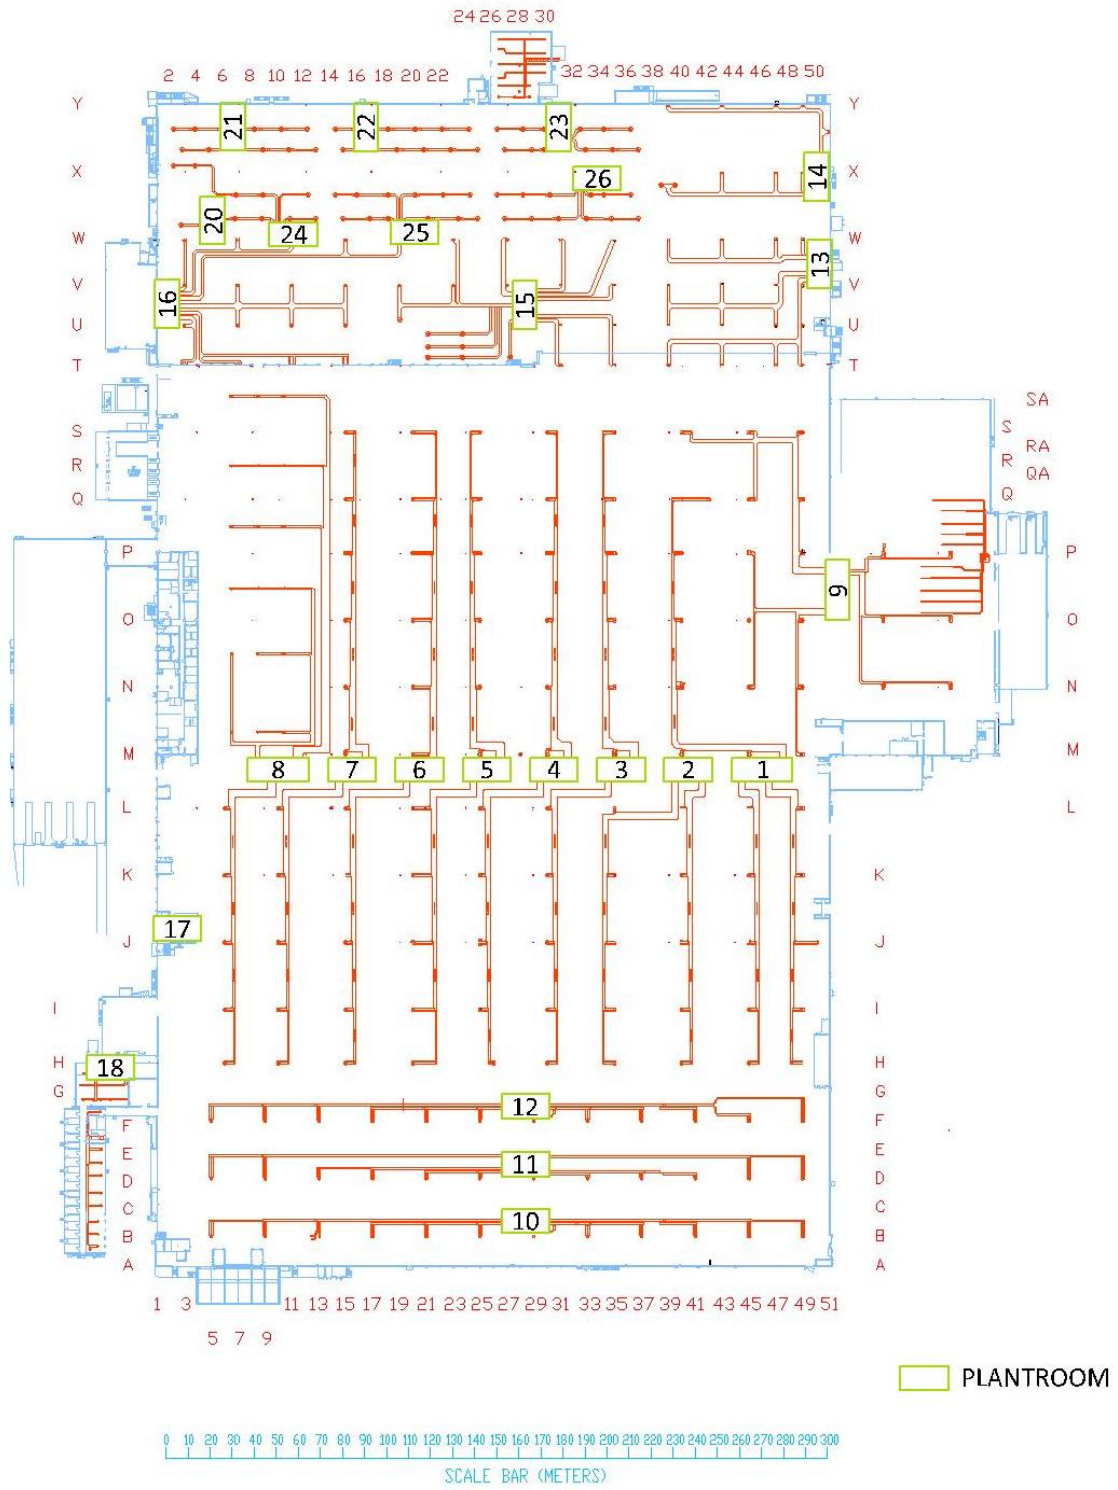 24 26 28 30
2 4 6 8 10 12 14 16 18 20 22 32 34 36 38 40 42 44 46 48 50
Y Y
21 22 23
X X
26 14
20 24 25
W W
13
V V
16 15
U U
T T
SA
S S
RA
R R
QA
Q Q
P P
9
O O
N N
M M
8 7 6 5 4 3 2 1
L L
K K
17
J J
I I
H H
18
G G
12
F F
E E
11
D D
C C
10
B B
A A
1 3 11 13 15 17 19 21 23 25 27 29 31 33 35 37 39 41 43 45 47 49 51
5 7 9
PLANTROOM
0 10 20 30 40 50 60 70 80 90 100 110 120 130 140 150 160 170 180 190 200 210 220 230 240 250 260 270 280 290 300
SCALE BAR (METERS)